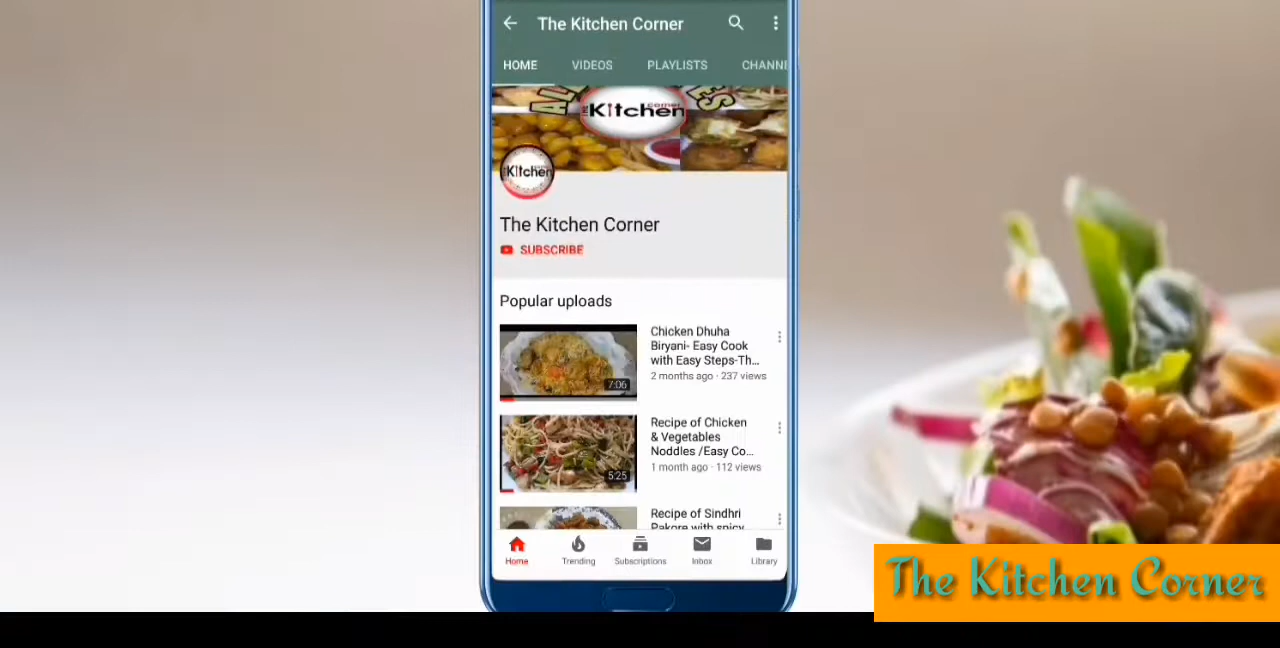 The Kitchen Corner
HOME VIDEOS PLAYLISTS CHANNE
Kitchen
corner
Kitchen
The Kitchen Corner
SUBSCRIBE
Popular uploads
Chicken Dhuha
Biryani- Easy Cook
with Easy Steps-Th...
2 months ago · 237 views
7:06
Recipe of Chicken
& Vegetables
Noddles /Easy Co...
1 month ago · 112 views
5:25
Recipe of Sindhri
Pakore with spicy
Home Trending Subscriptions Inbox Library
The Kitchen Corner